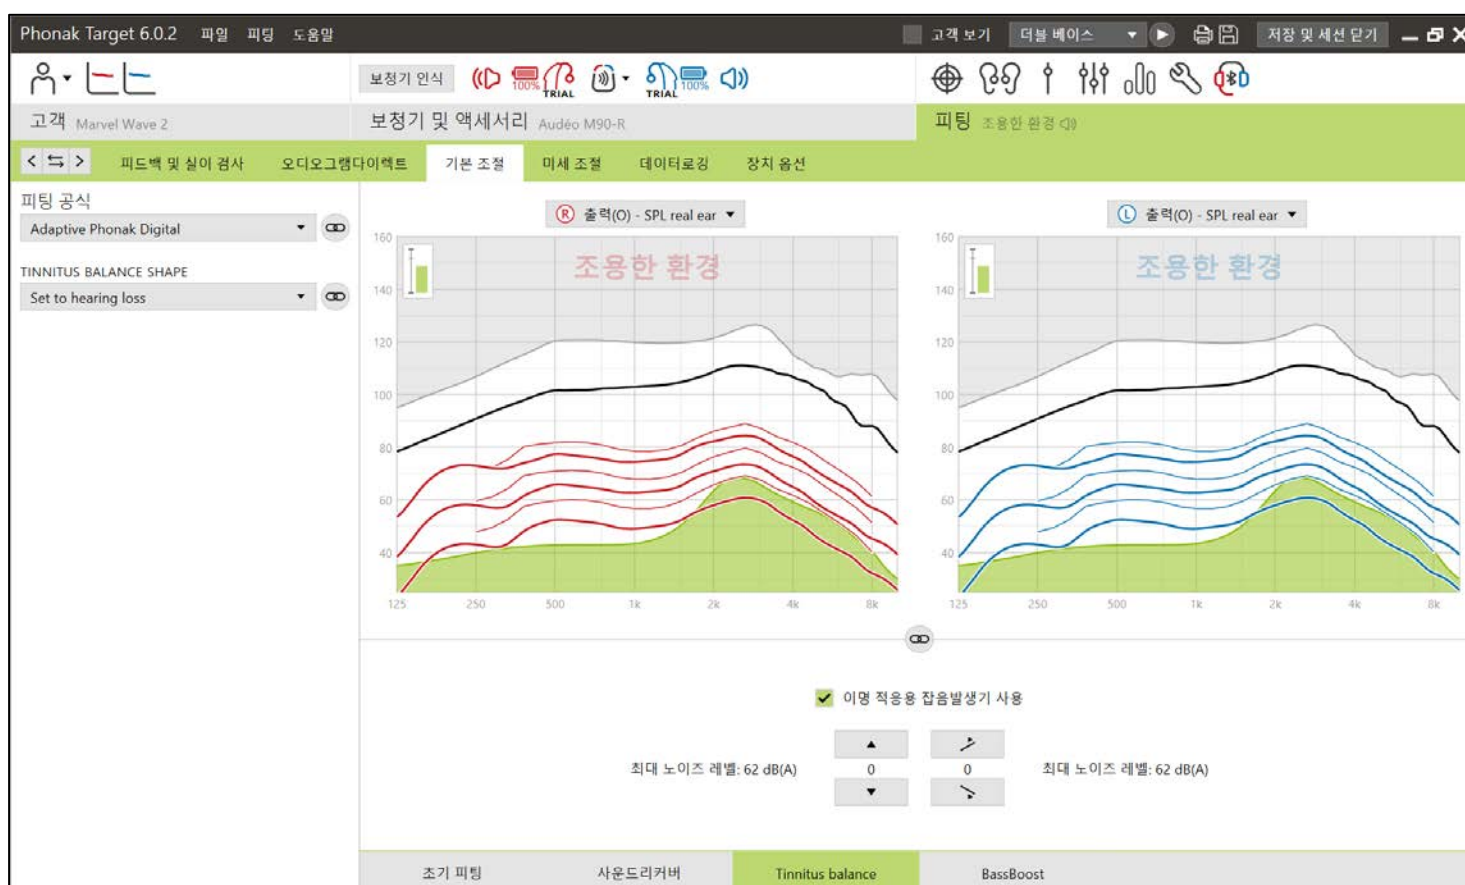 Phonak Target 6.0.2 파일 피팅 도움말 고객 보기 더블 베이스 저장 및 세션 닫기
보청기 인식 100% TRIAL TRIAL 100%
고객 Marvel Wave 2 보청기 및 액세서리 Audéo M90-R 피팅 조용한 환경
피드백 및 실이 검사 오디오그램다이렉트 기본 조절 미세 조절 데이터로깅 장치 옵션
피팅 공식
Adaptive Phonak Digital
TINNITUS BALANCE SHAPE
Set to hearing loss
R 출력(O) - SPL real ear
조용한 환경
160
140
120
100
80
60
40
125 250 500 1k 2k 4k 8k
L 출력(O) - SPL real ear
조용한 환경
160
140
120
100
80
60
40
125 250 500 1k 2k 4k 8k
이명 적응용 잡음발생기 사용
최대 노이즈 레벨: 62 dB(A) 0 0 최대 노이즈 레벨: 62 dB(A)
초기 피팅 사운드리커버 Tinnitus balance BassBoost